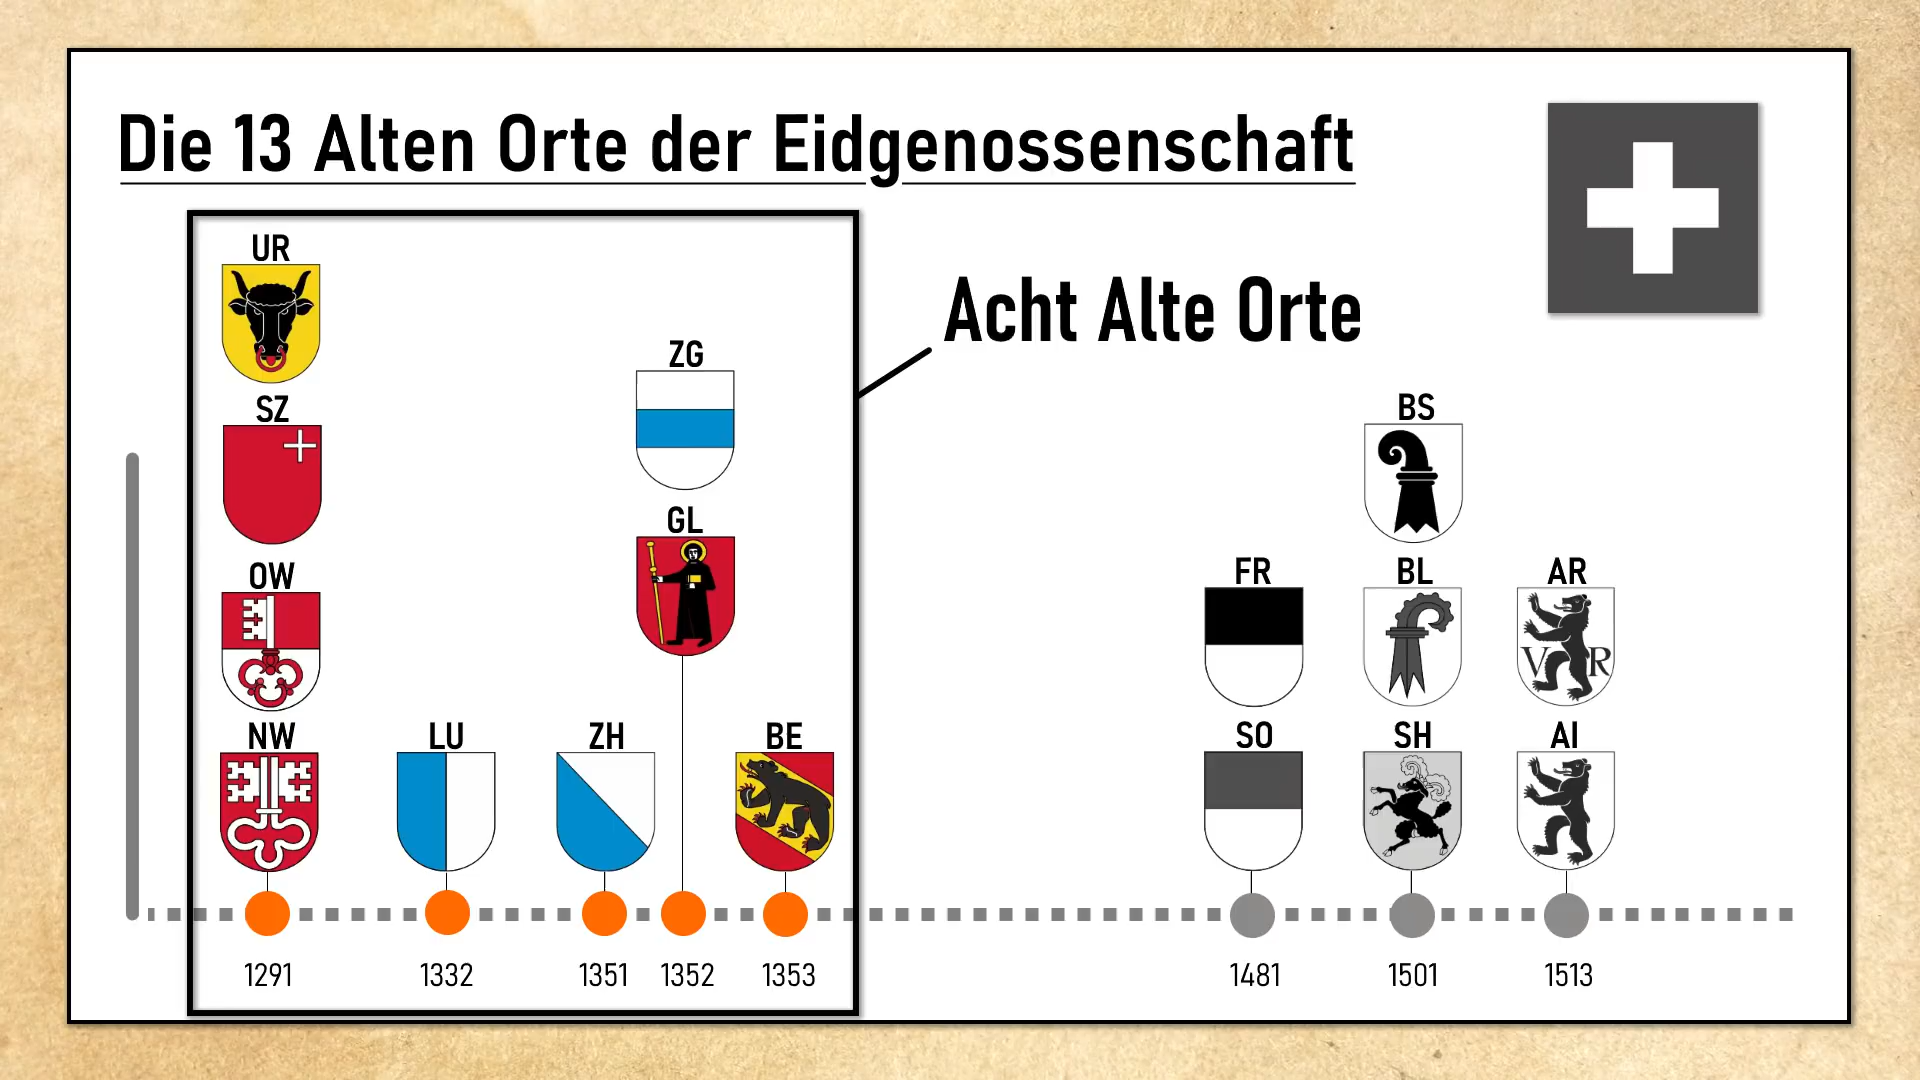 Die 13 Alten Orte der Eidgenossenschaft
Acht Alte Orte
UR
SZ
OW
NW
LU
ZH
ZG
GL
BE
FR
SO
BS
BL
SH
AR
V R
AI
1291
1332
1351
1352
1353
1481
1501
1513